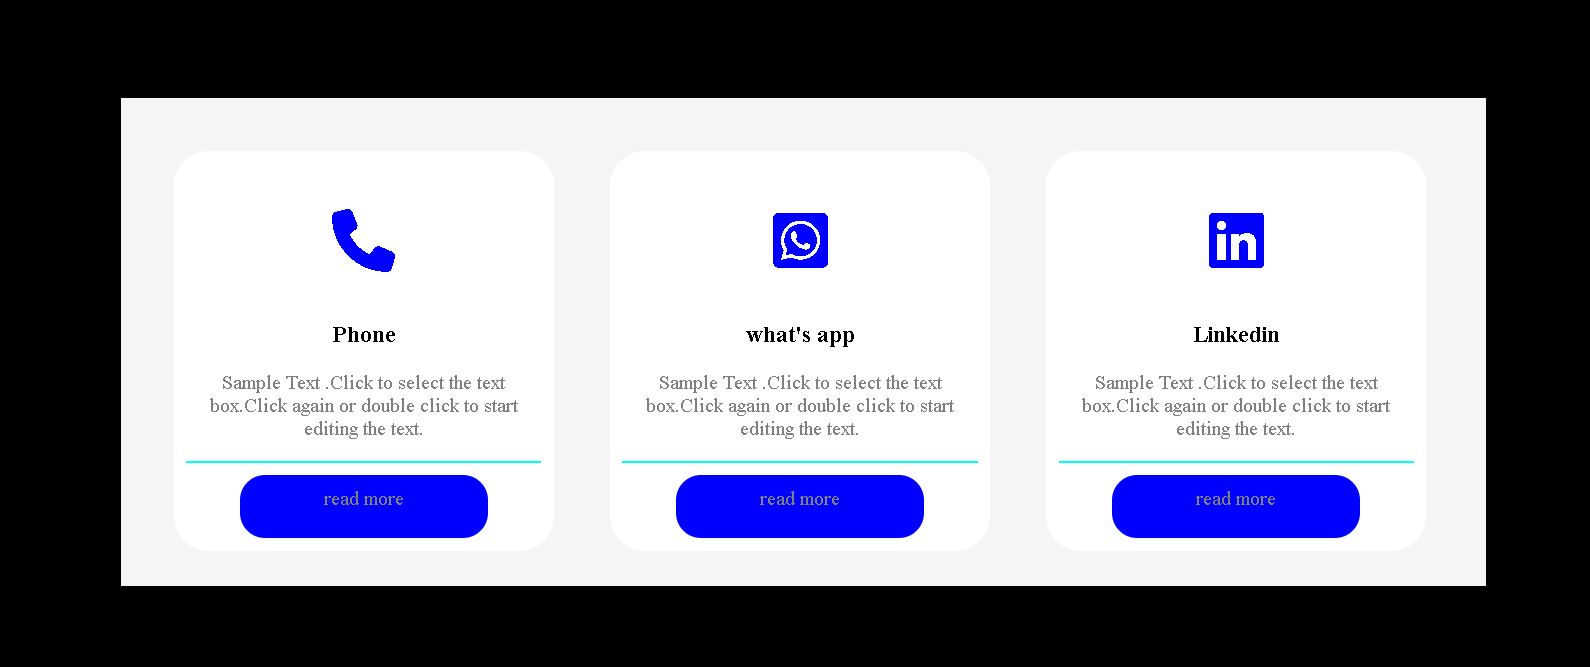 Phone
Sample Text .Click to select the text
box.Click again or double click to start
editing the text.
read more
what's app
Sample Text .Click to select the text
box.Click again or double click to start
editing the text.
read more
in
Linkedin
Sample Text .Click to select the text
box.Click again or double click to start
editing the text.
read more